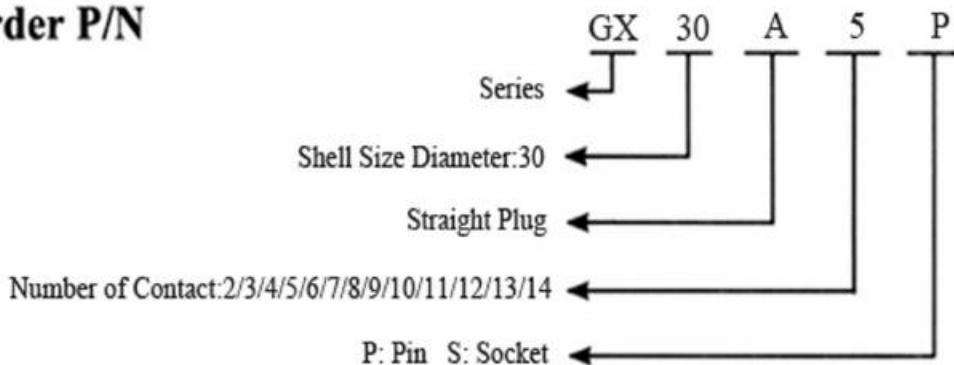 rder P/N
GX 30 A 5 P
Series
Shell Size Diameter:30
Straight Plug
Number of Contact:2/3/4/5/6/7/8/9/10/11/12/13/14
P: Pin S: Socket